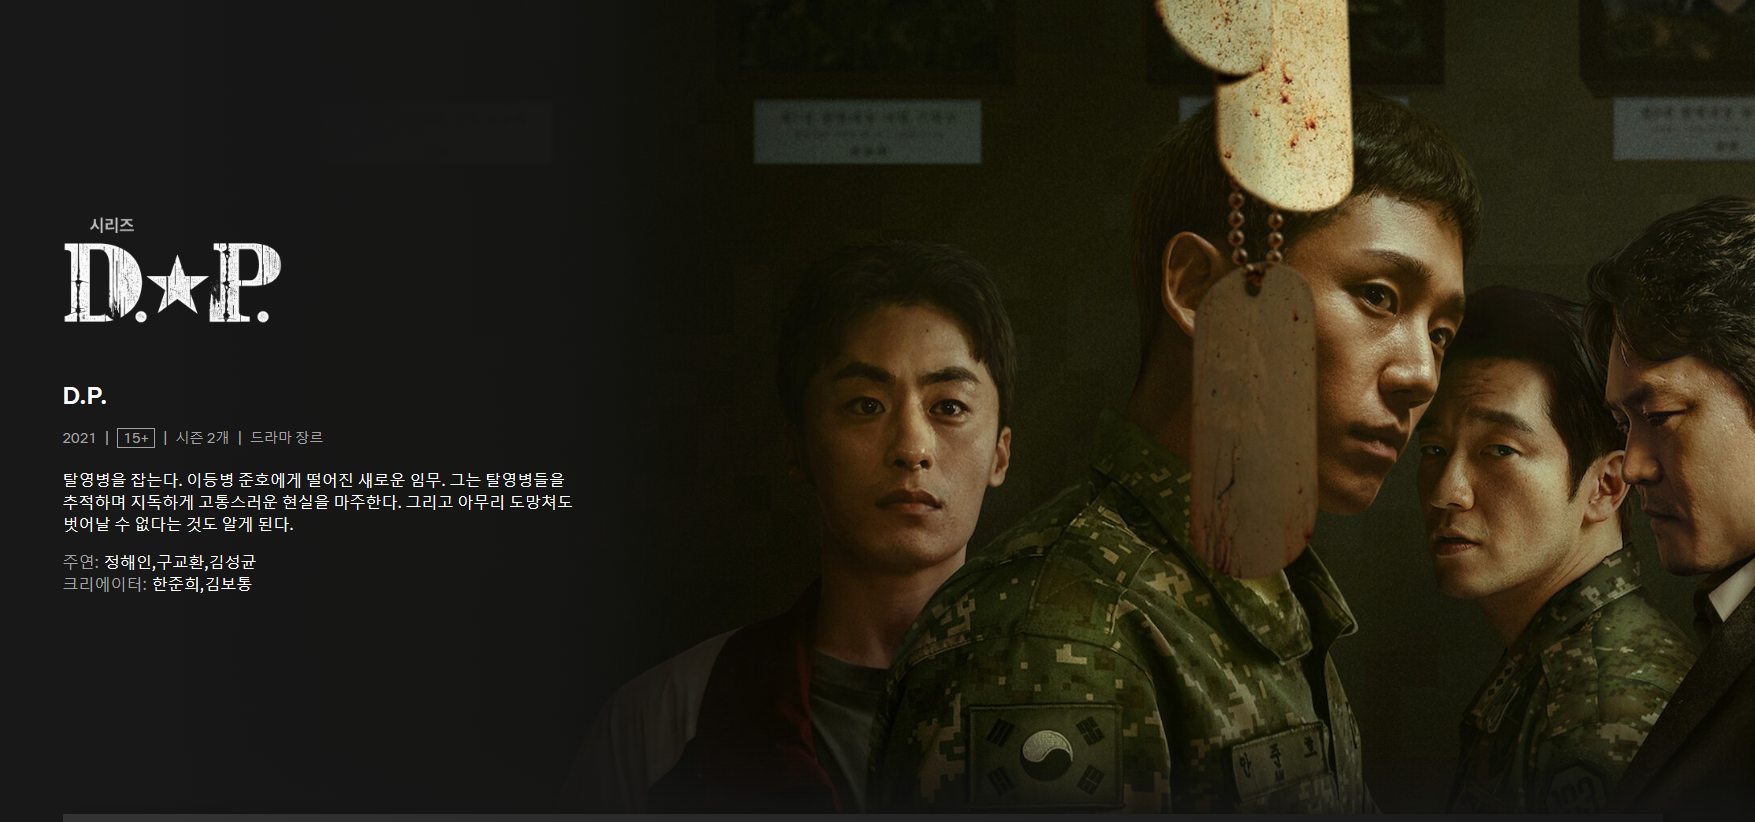 시리즈
D.★P.
D.P.
2021 | 15+ | 시즌 2개 | 드라마 장르
탈영병을 잡는다. 이등병 준호에게 떨어진 새로운 임무. 그는 탈영병들을
추적하며 지독하게 고통스러운 현실을 마주한다. 그리고 아무리 도망쳐도
벗어날 수 없다는 것도 알게 된다.
주연: 정해인,구교환,김성균
크리에이터: 한준희,김보통
안준호